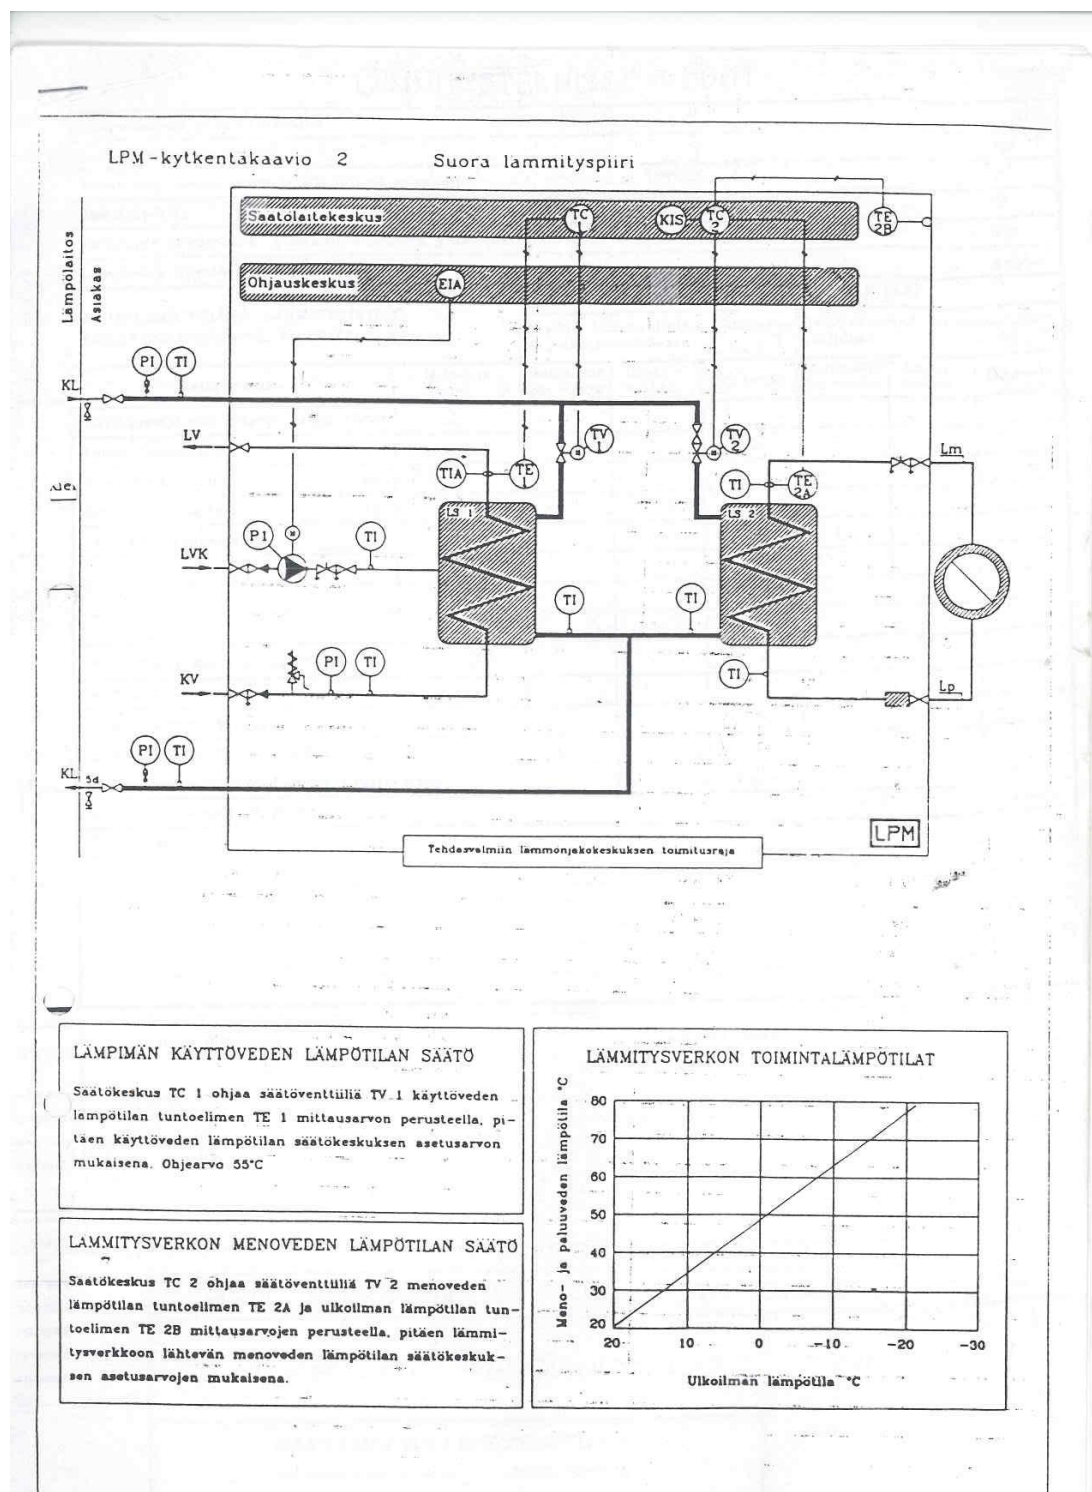 LPM-kytkentakaavio 2
Suora lämmityspiiri
Lämpölaitos
Asiakas
Säätölaitekeskus
TC 1
KIS
TC 2
TE 2B
Ohjauskeskus
EIA
PI
TI
KL
LV
TV 1
TV 2
Lm
TIA
TE 1
TI
TE 2A
LS 1
LS 2
LVK
P1
TI
TI
TI
KV
PI
TI
TI
Lp
PI
TI
KL
Sd
LPM
Tehdasvalmiin lämmönjakokeskuksen toimitusraja
LÄMPIMÄN KÄYTTÖVEDEN LÄMPÖTILAN SÄÄTÖ
Säätökeskus TC 1 ohjaa säätöventtiiliä TV 1 käyttöveden
lämpötilan tuntoelimen TE 1 mittausarvon perusteella, pi-
täen käyttöveden lämpötilan säätökeskuksen asetusarvon
mukaisena. Ohjearvo 55°C
LÄMMITYSVERKON MENOVEDEN LÄMPÖTILAN SÄÄTÖ
Säätökeskus TC 2 ohjaa säätöventtiiliä TV 2 menoveden
lämpötilan tuntoelimen TE 2A ja ulkoilman lämpötilan tun-
toelimen TE 2B mittausarvojen perusteella, pitäen lämmi-
tysverkkoon lähtevän menoveden lämpötilan säätökeskuk-
sen asetusarvojen mukaisena.
LÄMMITYSVERKON TOIMINTALÄMPÖTILAT
Meno- ja paluuveden lämpötila °C
80
70
60
50
40
30
20
20 10 0 -10 -20 -30
Ulkoilman lämpötila °C